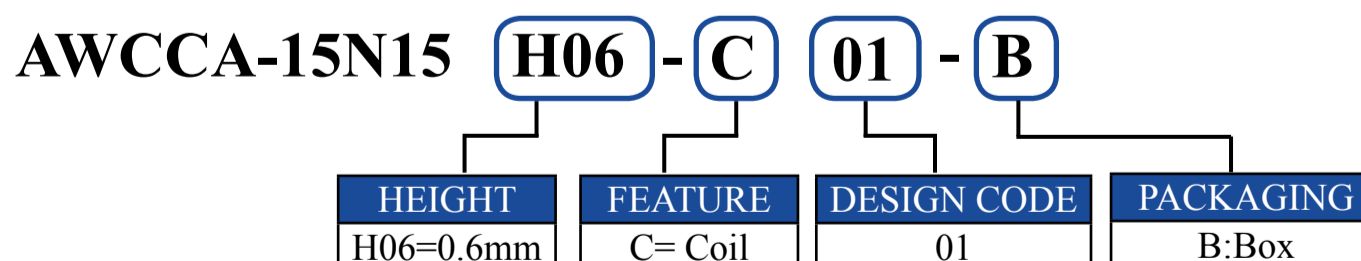 AWCCA-15N15 H06 - C 01 - B
HEIGHT FEATURE DESIGN CODE PACKAGING
H06=0.6mm C= Coil 01 B:Box